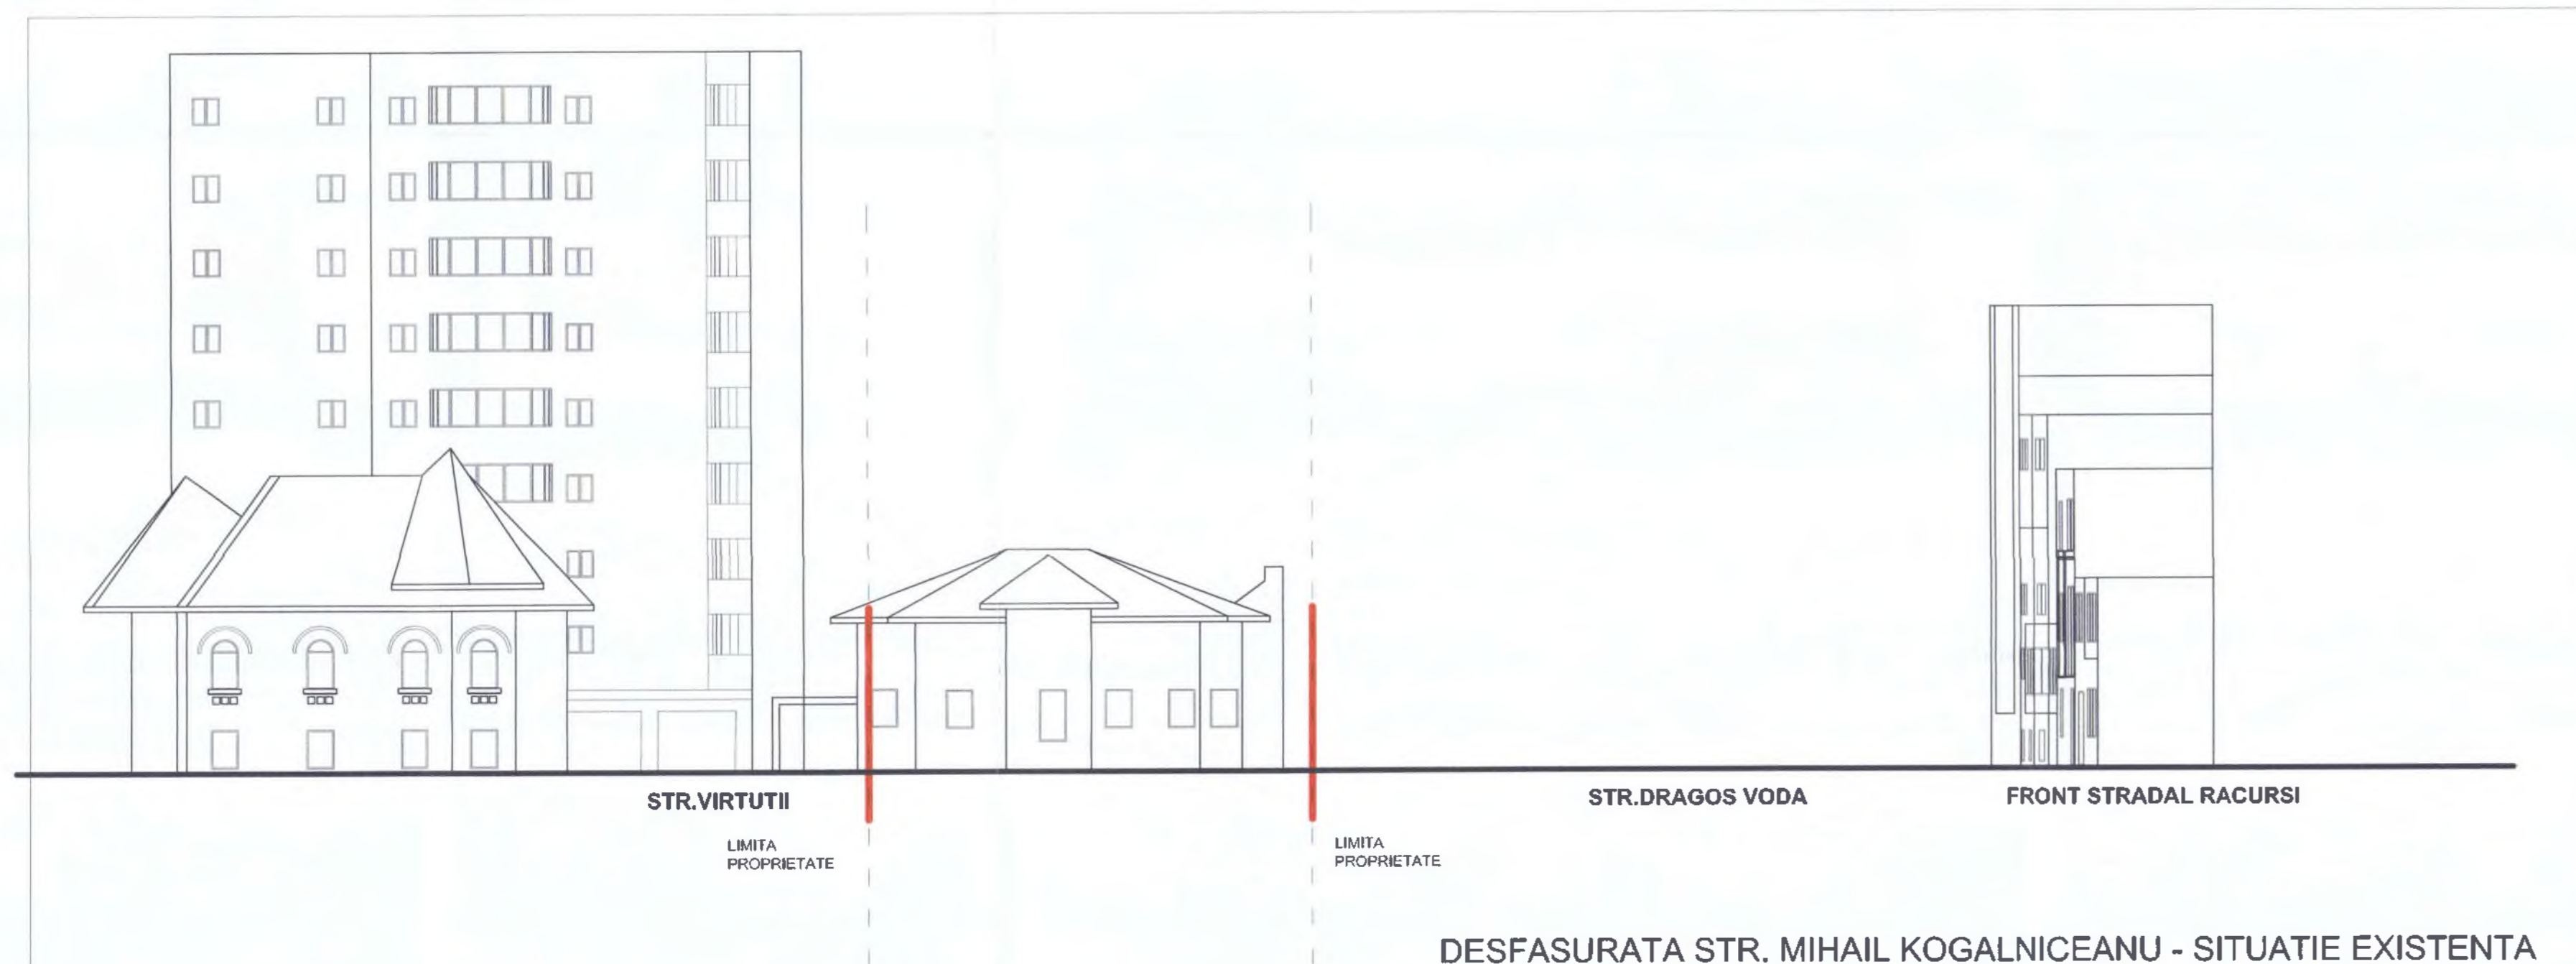 STR.VIRTUTII
STR.DRAGOS VODA
FRONT STRADAL RACURSI
LIMITA
PROPRIETATE
LIMITA
PROPRIETATE
DESFASURATA STR. MIHAIL KOGALNICEANU - SITUATIE EXISTENTA